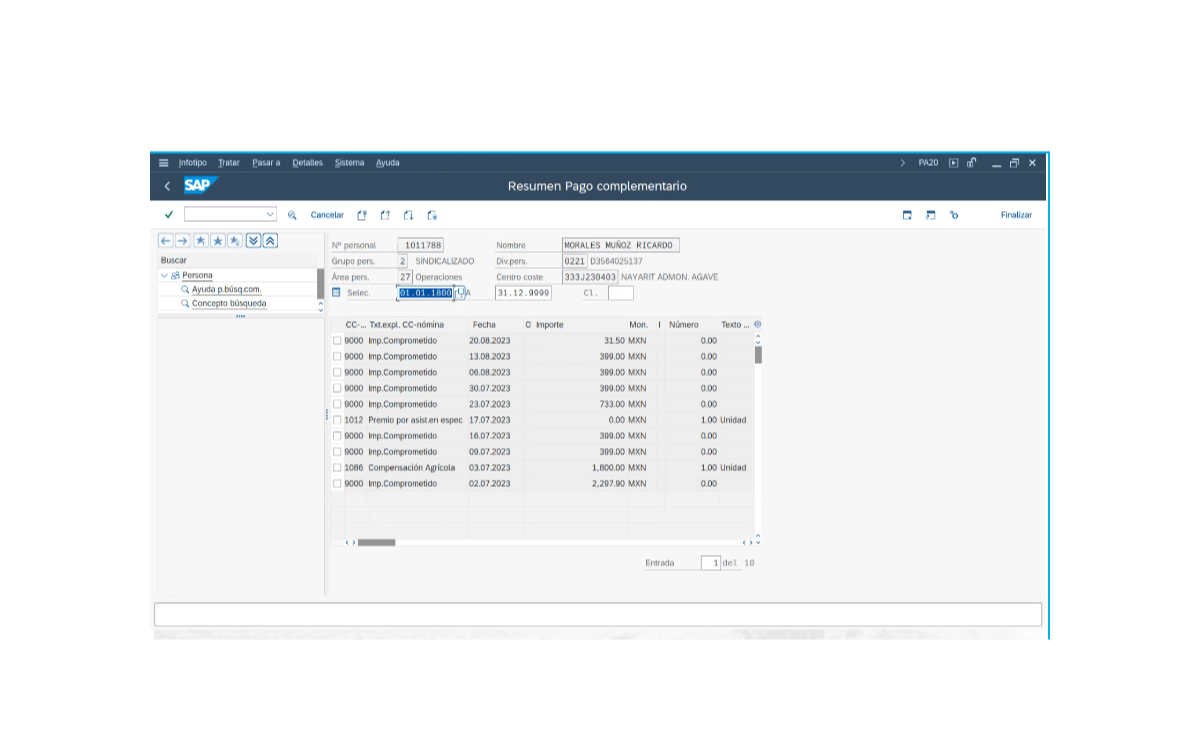 Infotipo Tratar Pasar a Detalles Sistema Ayuda PA20
SAP Resumen Pago complementario
Cancelar Finalizar
Buscar
Persona
Ayuda p.búsq.com.
Concepto búsqueda
Nº personal 1011788 Nombre MORALES MUÑOZ RICARDO
Grupo pers. 2 SINDICALIZADO Div.pers. 0221 D3564025137
Área pers. 27 Operaciones Centro coste 333J230403 NAYARIT ADMON. AGAVE
Selec. 01.01.1800 A 31.12.9999 Cl.
CC-... Txt.expl. CC-nómina Fecha C Importe Mon. I Número Texto ...
9000 Imp.Comprometido 20.08.2023 31.50 MXN 0.00
9000 Imp.Comprometido 13.08.2023 399.00 MXN 0.00
9000 Imp.Comprometido 06.08.2023 399.00 MXN 0.00
9000 Imp.Comprometido 30.07.2023 399.00 MXN 0.00
9000 Imp.Comprometido 23.07.2023 733.00 MXN 0.00
1012 Premio por asist.en espec 17.07.2023 0.00 MXN 1.00 Unidad
9000 Imp.Comprometido 16.07.2023 399.00 MXN 0.00
9000 Imp.Comprometido 09.07.2023 399.00 MXN 0.00
1086 Compensación Agrícola 03.07.2023 1,800.00 MXN 1.00 Unidad
9000 Imp.Comprometido 02.07.2023 2,297.90 MXN 0.00
Entrada 1 del 10